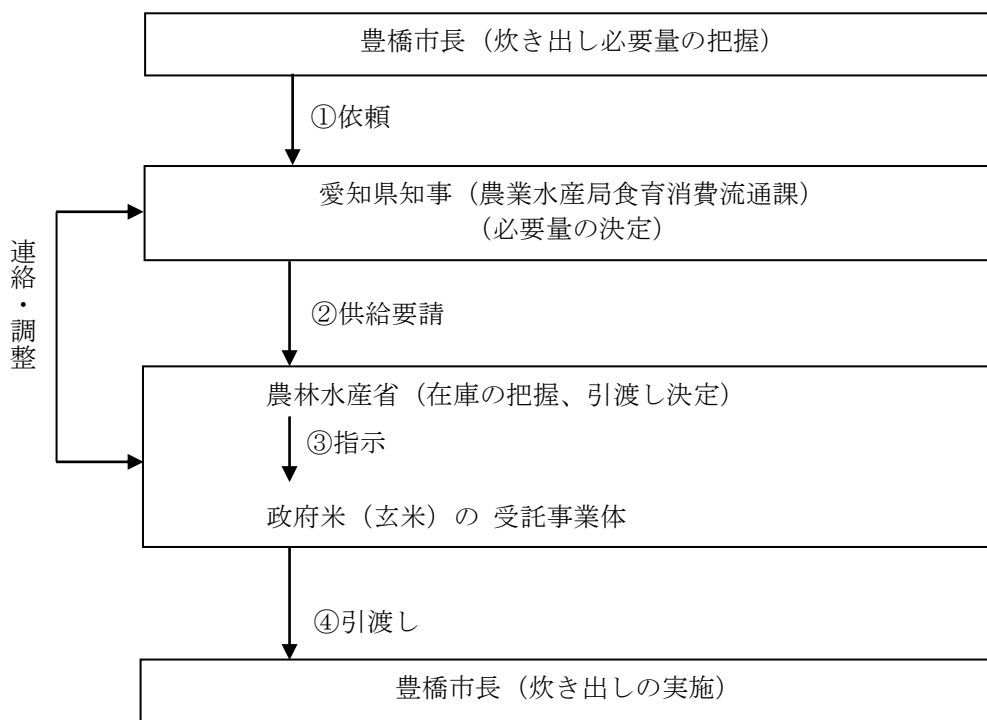 豊橋市長（炊き出し必要量の把握）
①依頼
愛知県知事（農業水産局食育消費流通課）
（必要量の決定）
連絡・調整
②供給要請
農林水産省（在庫の把握、引渡し決定）
③指示
政府米（玄米）の 受託事業体
④引渡し
豊橋市長（炊き出しの実施）